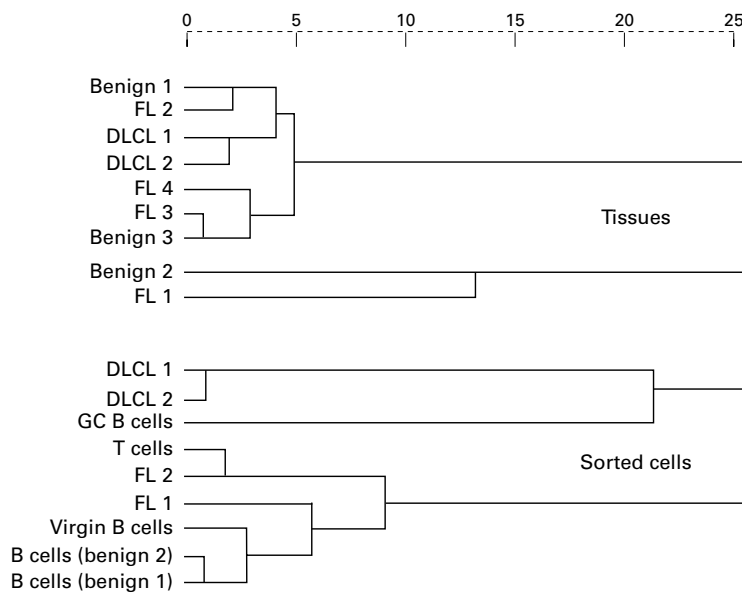 0 5 10 15 20 25
Benign 1
FL 2
DLCL 1
DLCL 2
FL 4
FL 3
Tissues
Benign 3
Benign 2
FL 1
DLCL 1
DLCL 2
GC B cells
T cells
Sorted cells
FL 2
FL 1
Virgin B cells
B cells (benign 2)
B cells (benign 1)